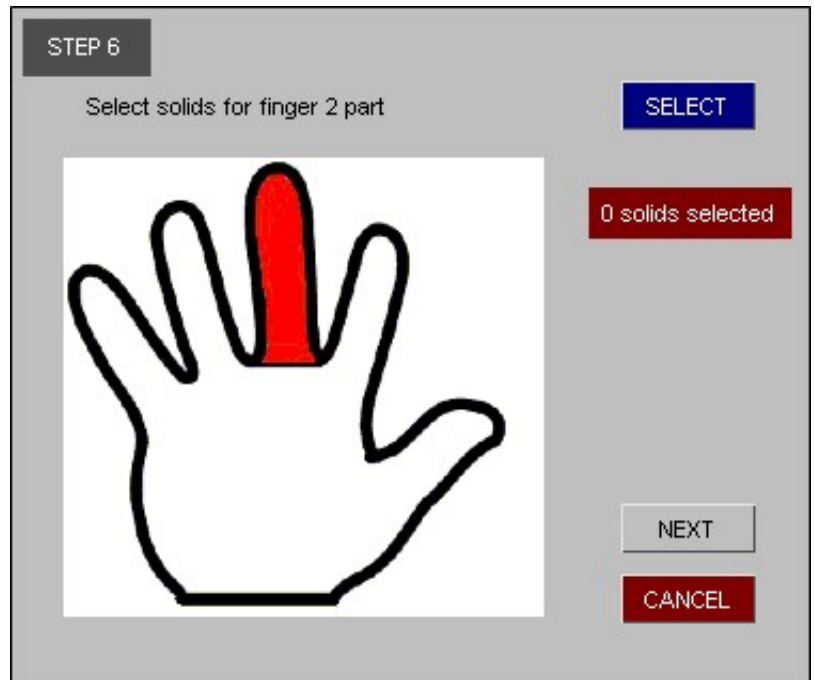 STEP 6
Select solids for finger 2 part
SELECT
0 solids selected
NEXT
CANCEL